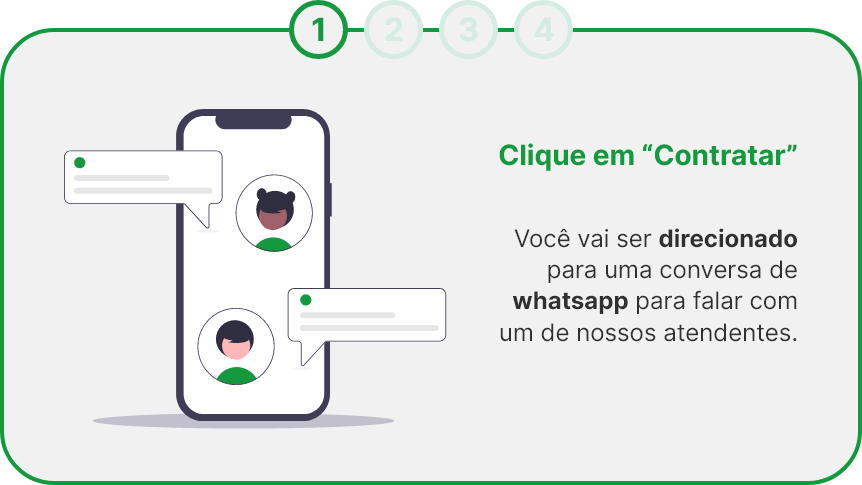 1 2 3 4
Clique em “Contratar”
Você vai ser direcionado
para uma conversa de
whatsapp para falar com
um de nossos atendentes.